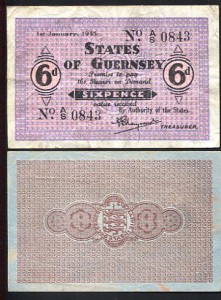 1st January, 1945. No A/S 0843
STATES
6d OF GUERNSEY 6d
Promise to pay
the Bearer on Demand
SIXPENCE
value received
No A/S 0843 By Authority of the States
TREASURER.